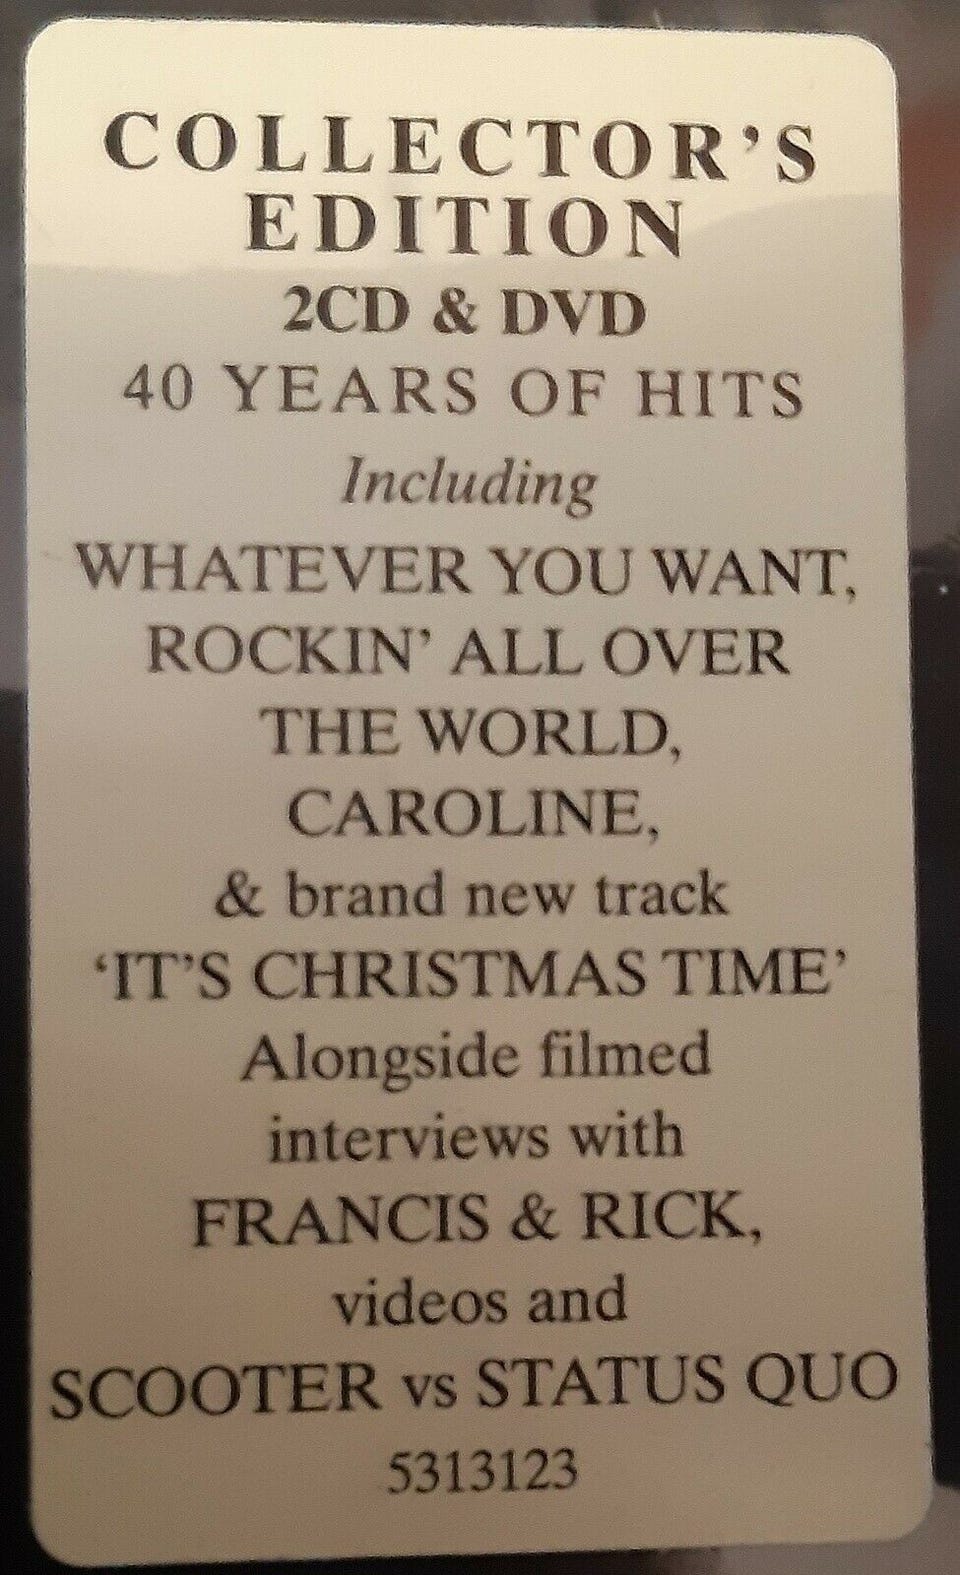 COLLECTOR’S
EDITION
2CD & DVD
40 YEARS OF HITS
Including
WHATEVER YOU WANT,
ROCKIN’ ALL OVER
THE WORLD,
CAROLINE,
& brand new track
‘IT’S CHRISTMAS TIME’
Alongside filmed
interviews with
FRANCIS & RICK,
videos and
SCOOTER vs STATUS QUO
5313123